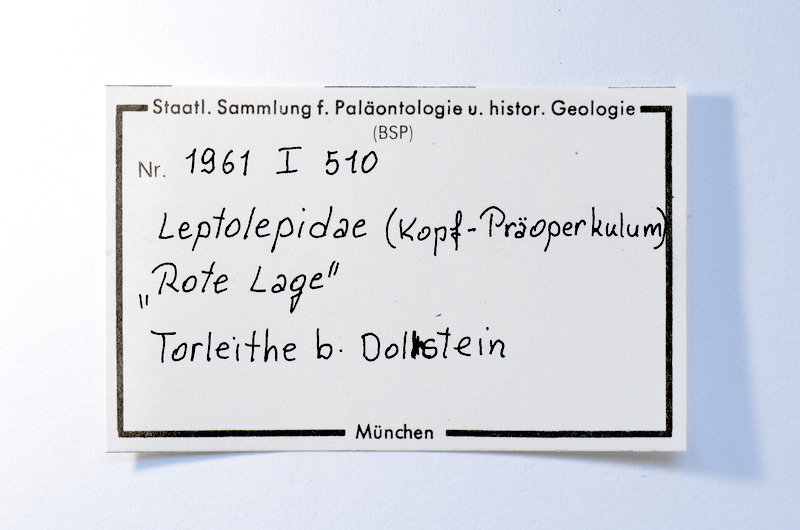 Staatl. Sammlung f. Paläontologie u. histor. Geologie
(BSP)
Nr. 1961 I 510
Leptolepidae (Kopf-Präoperkulum)
„Rote Lage"
Torleithe b. Dollnstein
München